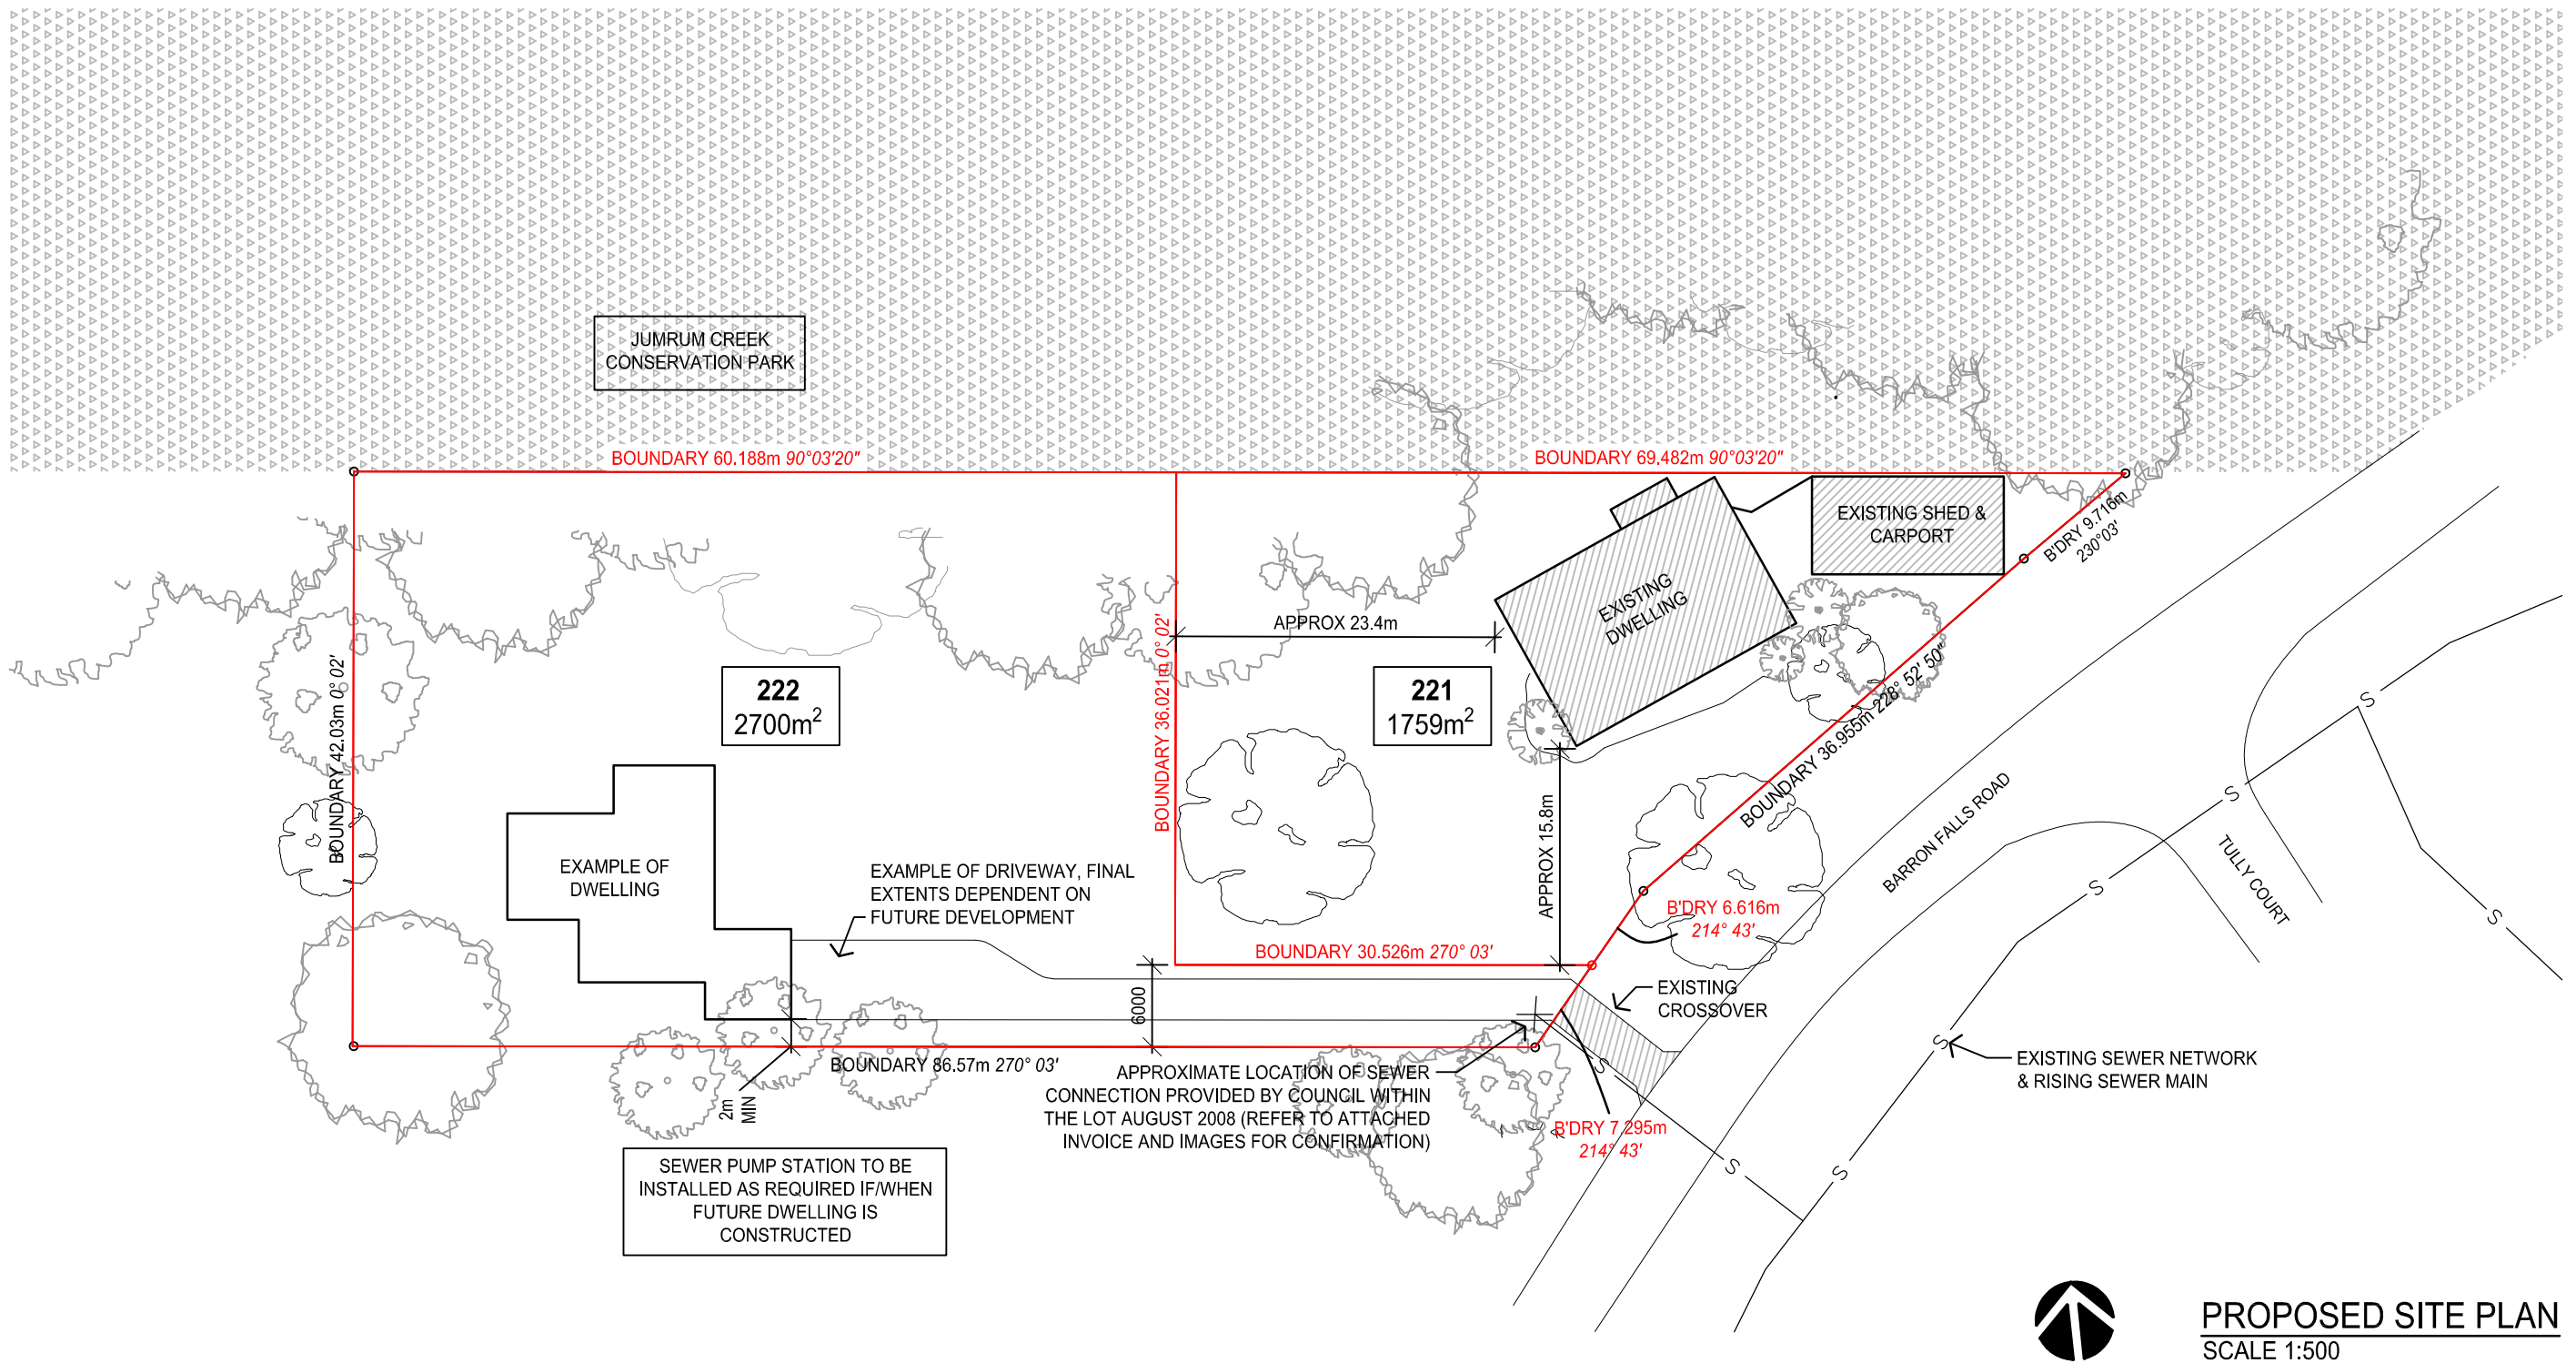 JUMRUM CREEK
CONSERVATION PARK
BOUNDARY 60.188m 90°03'20"
BOUNDARY 69.482m 90°03'20"
EXISTING SHED &
CARPORT
B'DRY 9.716m
230°03'
EXISTING
DWELLING
APPROX 23.4m
BOUNDARY 42.03m 0° 02'
222
2700m²
BOUNDARY 36.021m 0° 02'
221
1759m²
BOUNDARY 36.955m 228° 52' 50"
APPROX 15.8m
BARRON FALLS ROAD
TULLY COURT
EXAMPLE OF
DWELLING
EXAMPLE OF DRIVEWAY, FINAL
EXTENTS DEPENDENT ON
FUTURE DEVELOPMENT
B'DRY 6.616m
214° 43'
BOUNDARY 30.526m 270° 03'
6000
EXISTING
CROSSOVER
BOUNDARY 86.57m 270° 03'
2m
MIN
APPROXIMATE LOCATION OF SEWER
CONNECTION PROVIDED BY COUNCIL WITHIN
THE LOT AUGUST 2008 (REFER TO ATTACHED
INVOICE AND IMAGES FOR CONFIRMATION)
B'DRY 7.295m
214° 43'
EXISTING SEWER NETWORK
& RISING SEWER MAIN
S
S
S
S
S
S
S
S
SEWER PUMP STATION TO BE
INSTALLED AS REQUIRED IF/WHEN
FUTURE DWELLING IS
CONSTRUCTED
PROPOSED SITE PLAN
SCALE 1:500